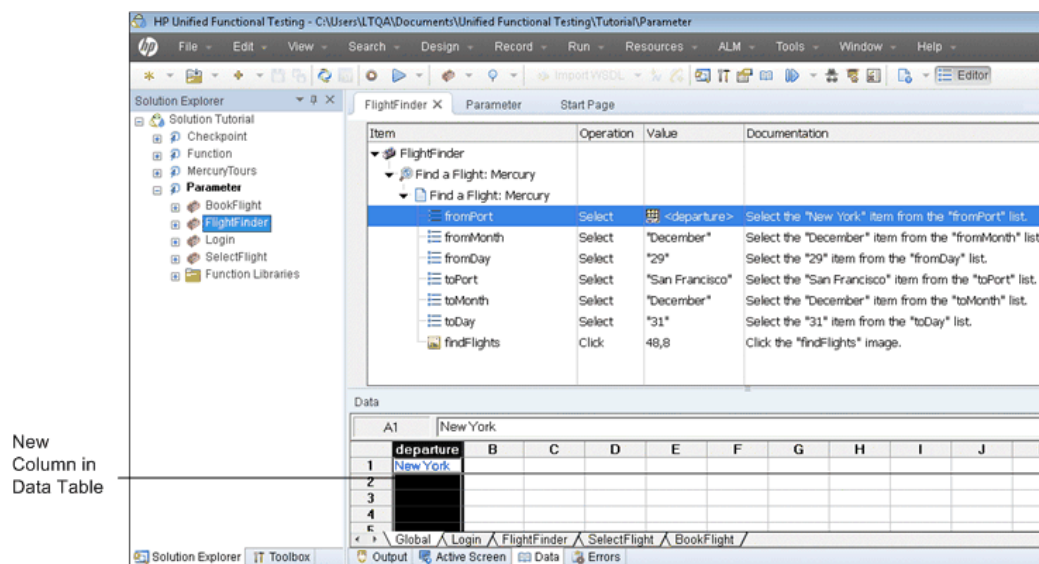 HP Unified Functional Testing - C:\Users\LTQA\Documents\Unified Functional Testing\Tutorial\Parameter
hp File Edit View Search Design Record Run Resources ALM Tools Window Help
Import WSDL Editor
Solution Explorer
Solution Tutorial
Checkpoint
Function
MercuryTours
Parameter
BookFlight
FlightFinder
Login
SelectFlight
Function Libraries
FlightFinder X Parameter Start Page
Item Operation Value Documentation
FlightFinder
Find a Flight: Mercury
Find a Flight: Mercury
fromPort Select <departure> Select the "New York" item from the "fromPort" list.
fromMonth Select "December" Select the "December" item from the "fromMonth" list
fromDay Select "29" Select the "29" item from the "fromDay" list.
toPort Select "San Francisco" Select the "San Francisco" item from the "toPort" list.
toMonth Select "December" Select the "December" item from the "toMonth" list.
toDay Select "31" Select the "31" item from the "toDay" list.
findFlights Click 48,8 Click the "findFlights" image.
Data
A1 New York
departure B C D E F G H I J
1 New York
2
3
4
5
Global Login FlightFinder SelectFlight BookFlight
Solution Explorer Toolbox Output Active Screen Data Errors
New
Column in
Data Table